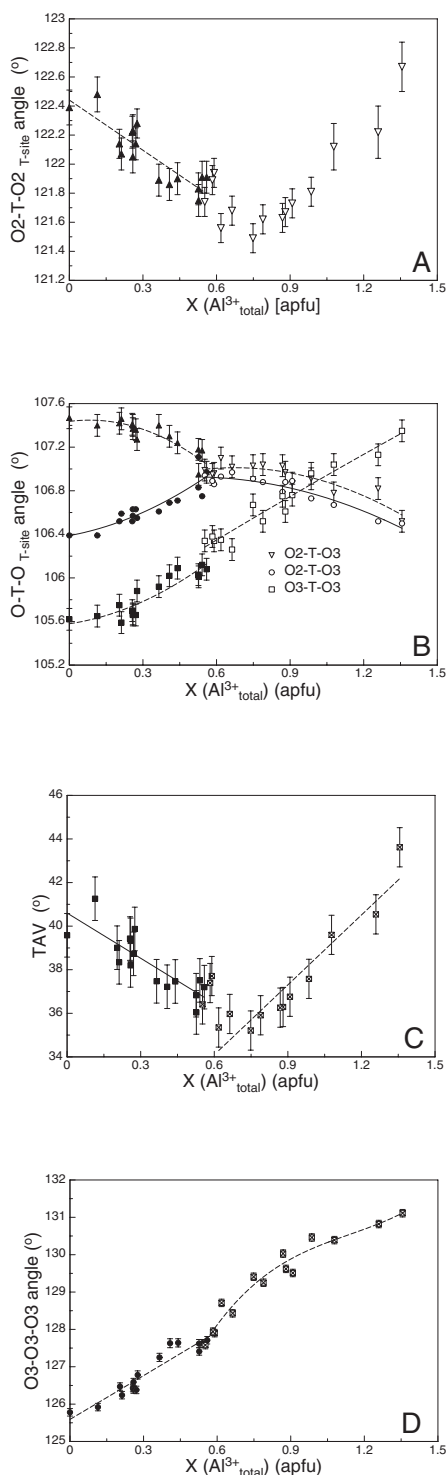 123
122.8
122.6
122.4
122.2
122
121.8
121.6
121.4
121.2
O2-T-O2 T-site angle (º)
A
0 0.3 0.6 0.9 1.2 1.5
X (Al3+total) [apfu]
107.6
107.2
106.8
106.4
106
105.6
105.2
O-T-O T-site angle (º)
O2-T-O3
O2-T-O3
O3-T-O3
B
0 0.3 0.6 0.9 1.2 1.5
X (Al3+total) (apfu)
46
44
42
40
38
36
34
TAV (º)
C
0 0.3 0.6 0.9 1.2 1.5
X (Al3+total) (apfu)
132
131
130
129
128
127
126
125
O3-O3-O3 angle (º)
D
0 0.3 0.6 0.9 1.2 1.5
X (Al3+total) (apfu)